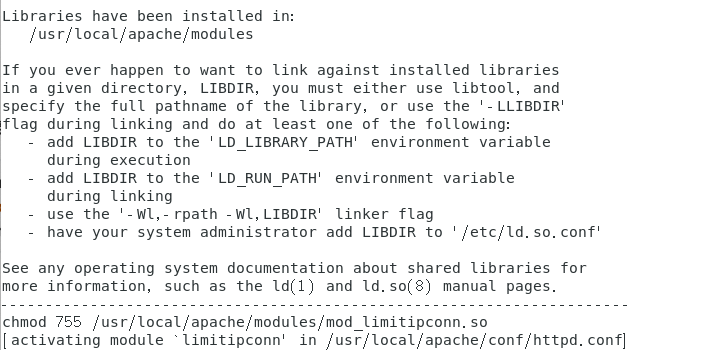 Libraries have been installed in:
   /usr/local/apache/modules

If you ever happen to want to link against installed libraries
in a given directory, LIBDIR, you must either use libtool, and
specify the full pathname of the library, or use the '-LLIBDIR'
flag during linking and do at least one of the following:
   - add LIBDIR to the 'LD_LIBRARY_PATH' environment variable
     during execution
   - add LIBDIR to the 'LD_RUN_PATH' environment variable
     during linking
   - use the '-Wl,-rpath -Wl,LIBDIR' linker flag
   - have your system administrator add LIBDIR to '/etc/ld.so.conf'

See any operating system documentation about shared libraries for
more information, such as the ld(1) and ld.so(8) manual pages.
----------------------------------------------------------------------
chmod 755 /usr/local/apache/modules/mod_limitipconn.so
[activating module `limitipconn' in /usr/local/apache/conf/httpd.conf]